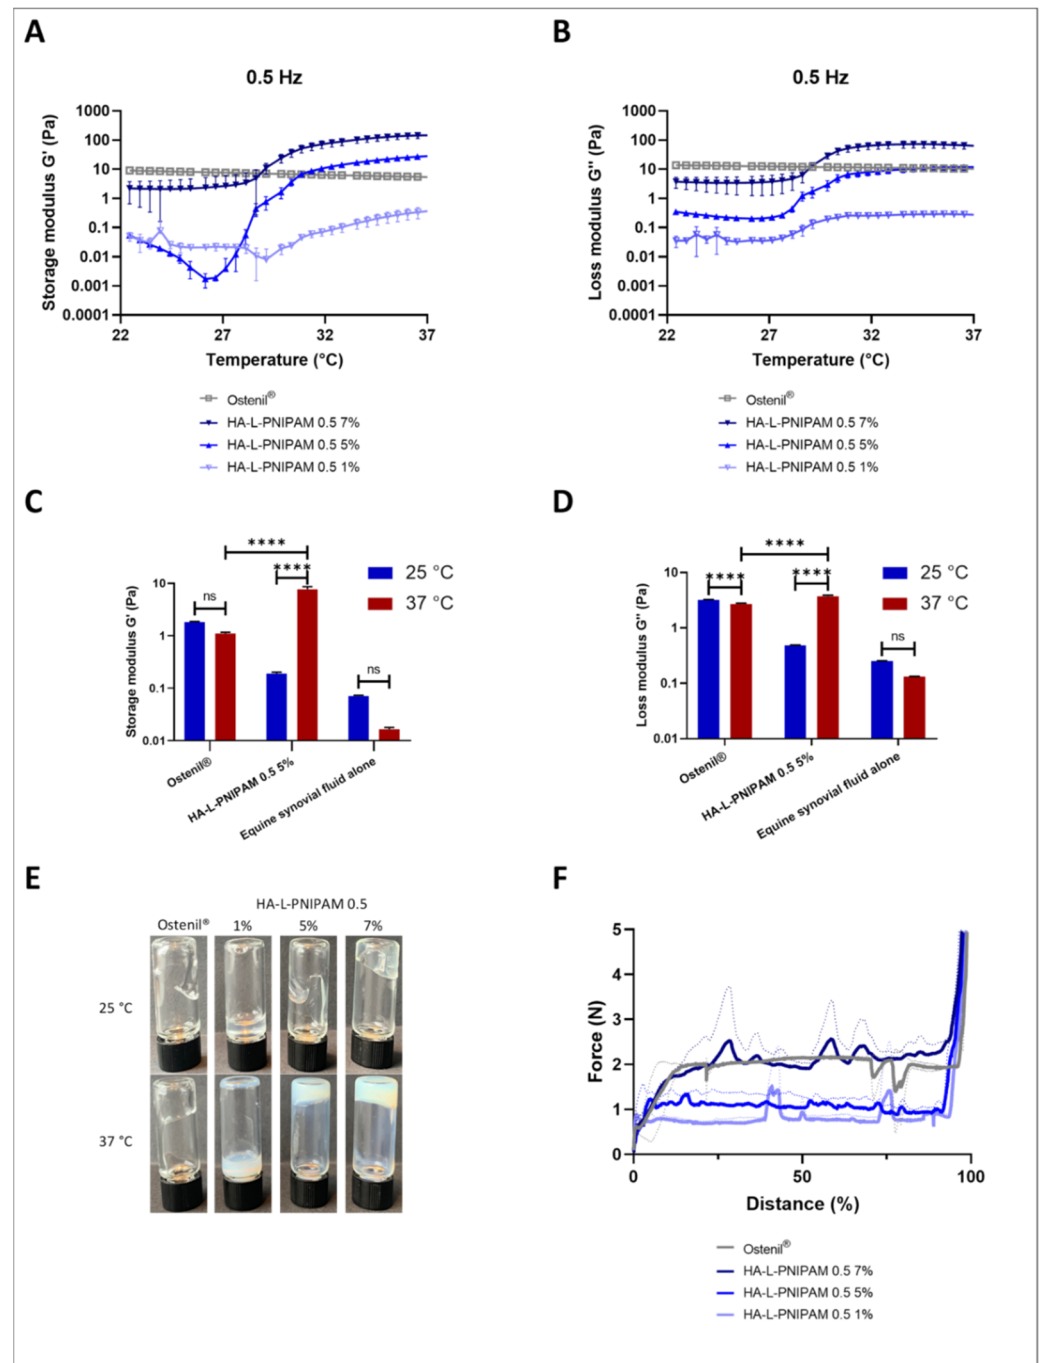 A
B
0.5 Hz
0.5 Hz
Storage modulus G' (Pa)
1000
100
10
1
0.1
0.01
0.001
0.0001
22
27
32
37
Temperature (°C)
Loss modulus G'' (Pa)
1000
100
10
1
0.1
0.01
0.001
0.0001
22
27
32
37
Temperature (°C)
Ostenil®
HA-L-PNIPAM 0.5 7%
HA-L-PNIPAM 0.5 5%
HA-L-PNIPAM 0.5 1%
Ostenil®
HA-L-PNIPAM 0.5 7%
HA-L-PNIPAM 0.5 5%
HA-L-PNIPAM 0.5 1%
C
D
Storage modulus G' (Pa)
10
1
0.1
0.01
ns
****
****
ns
25 °C
37 °C
Ostenil®
HA-L-PNIPAM 0.5 5%
Equine synovial fluid alone
Loss modulus G'' (Pa)
10
1
0.1
0.01
****
****
****
ns
25 °C
37 °C
Ostenil®
HA-L-PNIPAM 0.5 5%
Equine synovial fluid alone
E
F
HA-L-PNIPAM 0.5
Ostenil® 1% 5% 7%
25 °C
37 °C
Force (N)
5
4
3
2
1
0
0
50
100
Distance (%)
Ostenil®
HA-L-PNIPAM 0.5 7%
HA-L-PNIPAM 0.5 5%
HA-L-PNIPAM 0.5 1%